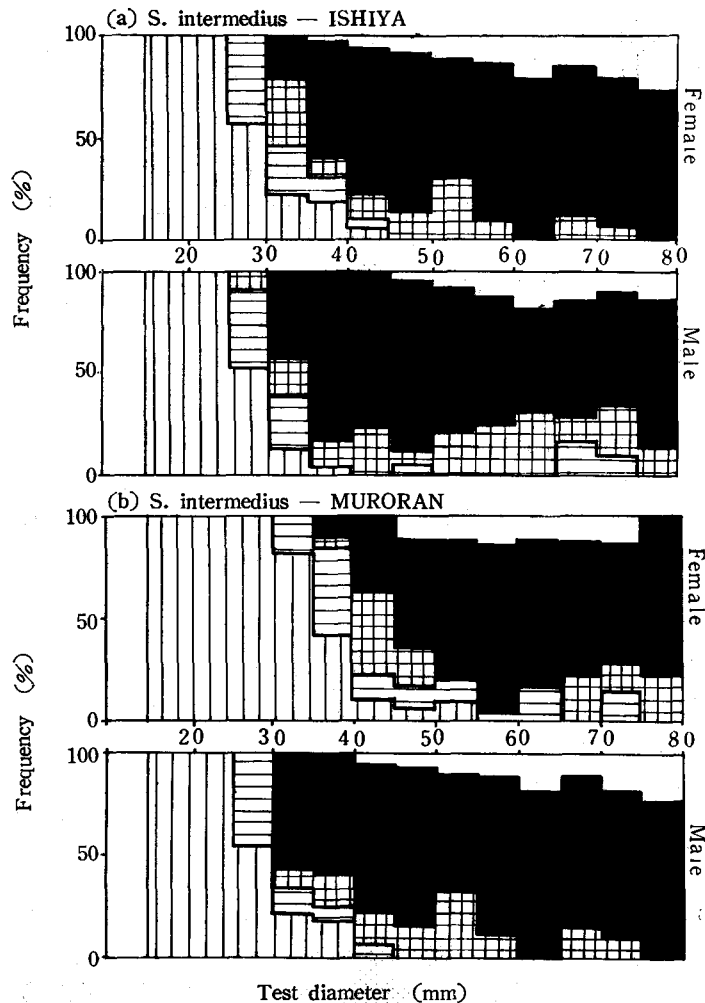 (a) S. intermedius — ISHIYA
100
50
0
Female
20 30 40 50 60 70 80
100
50
0
Male
Frequency (%)
(b) S. intermedius — MURORAN
100
50
0
Female
20 30 40 50 60 70 80
100
50
0
Male
Frequency (%)
Test diameter (mm)